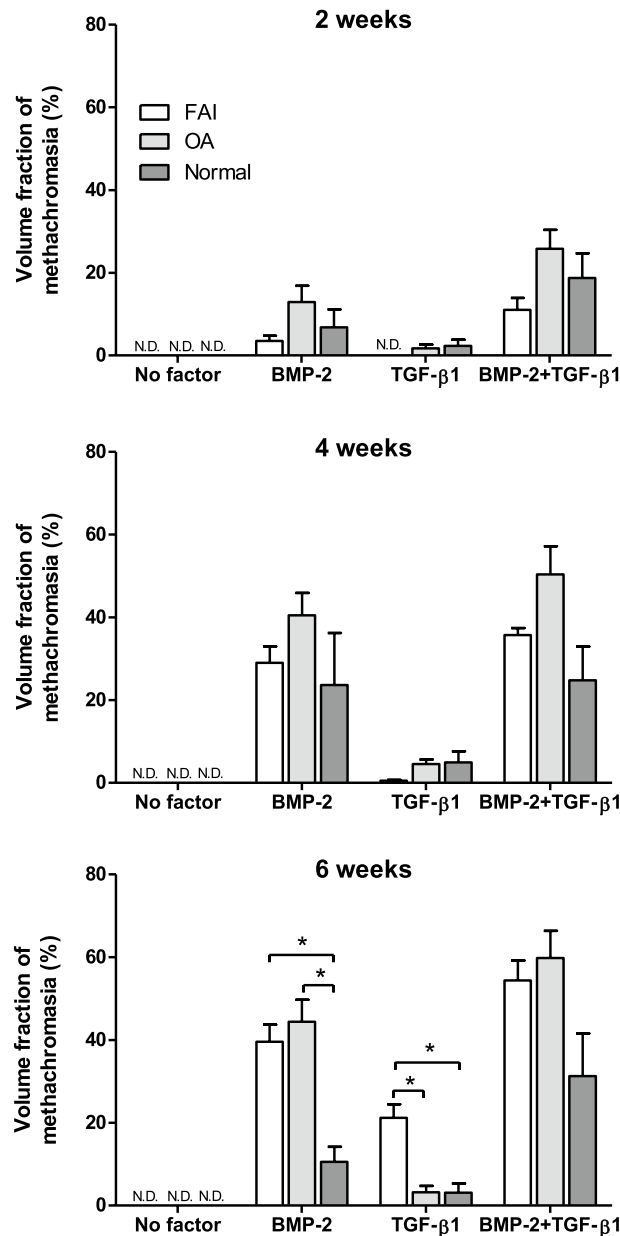 2 weeks
Volume fraction of
methachromasia (%)
80
60
40
20
0
FAI
OA
Normal
N.D. N.D. N.D.
N.D.
No factor BMP-2 TGF-β1 BMP-2+TGF-β1
4 weeks
Volume fraction of
methachromasia (%)
80
60
40
20
0
N.D. N.D. N.D.
No factor BMP-2 TGF-β1 BMP-2+TGF-β1
6 weeks
Volume fraction of
methachromasia (%)
80
60
40
20
0
*
*
*
*
N.D. N.D. N.D.
No factor BMP-2 TGF-β1 BMP-2+TGF-β1